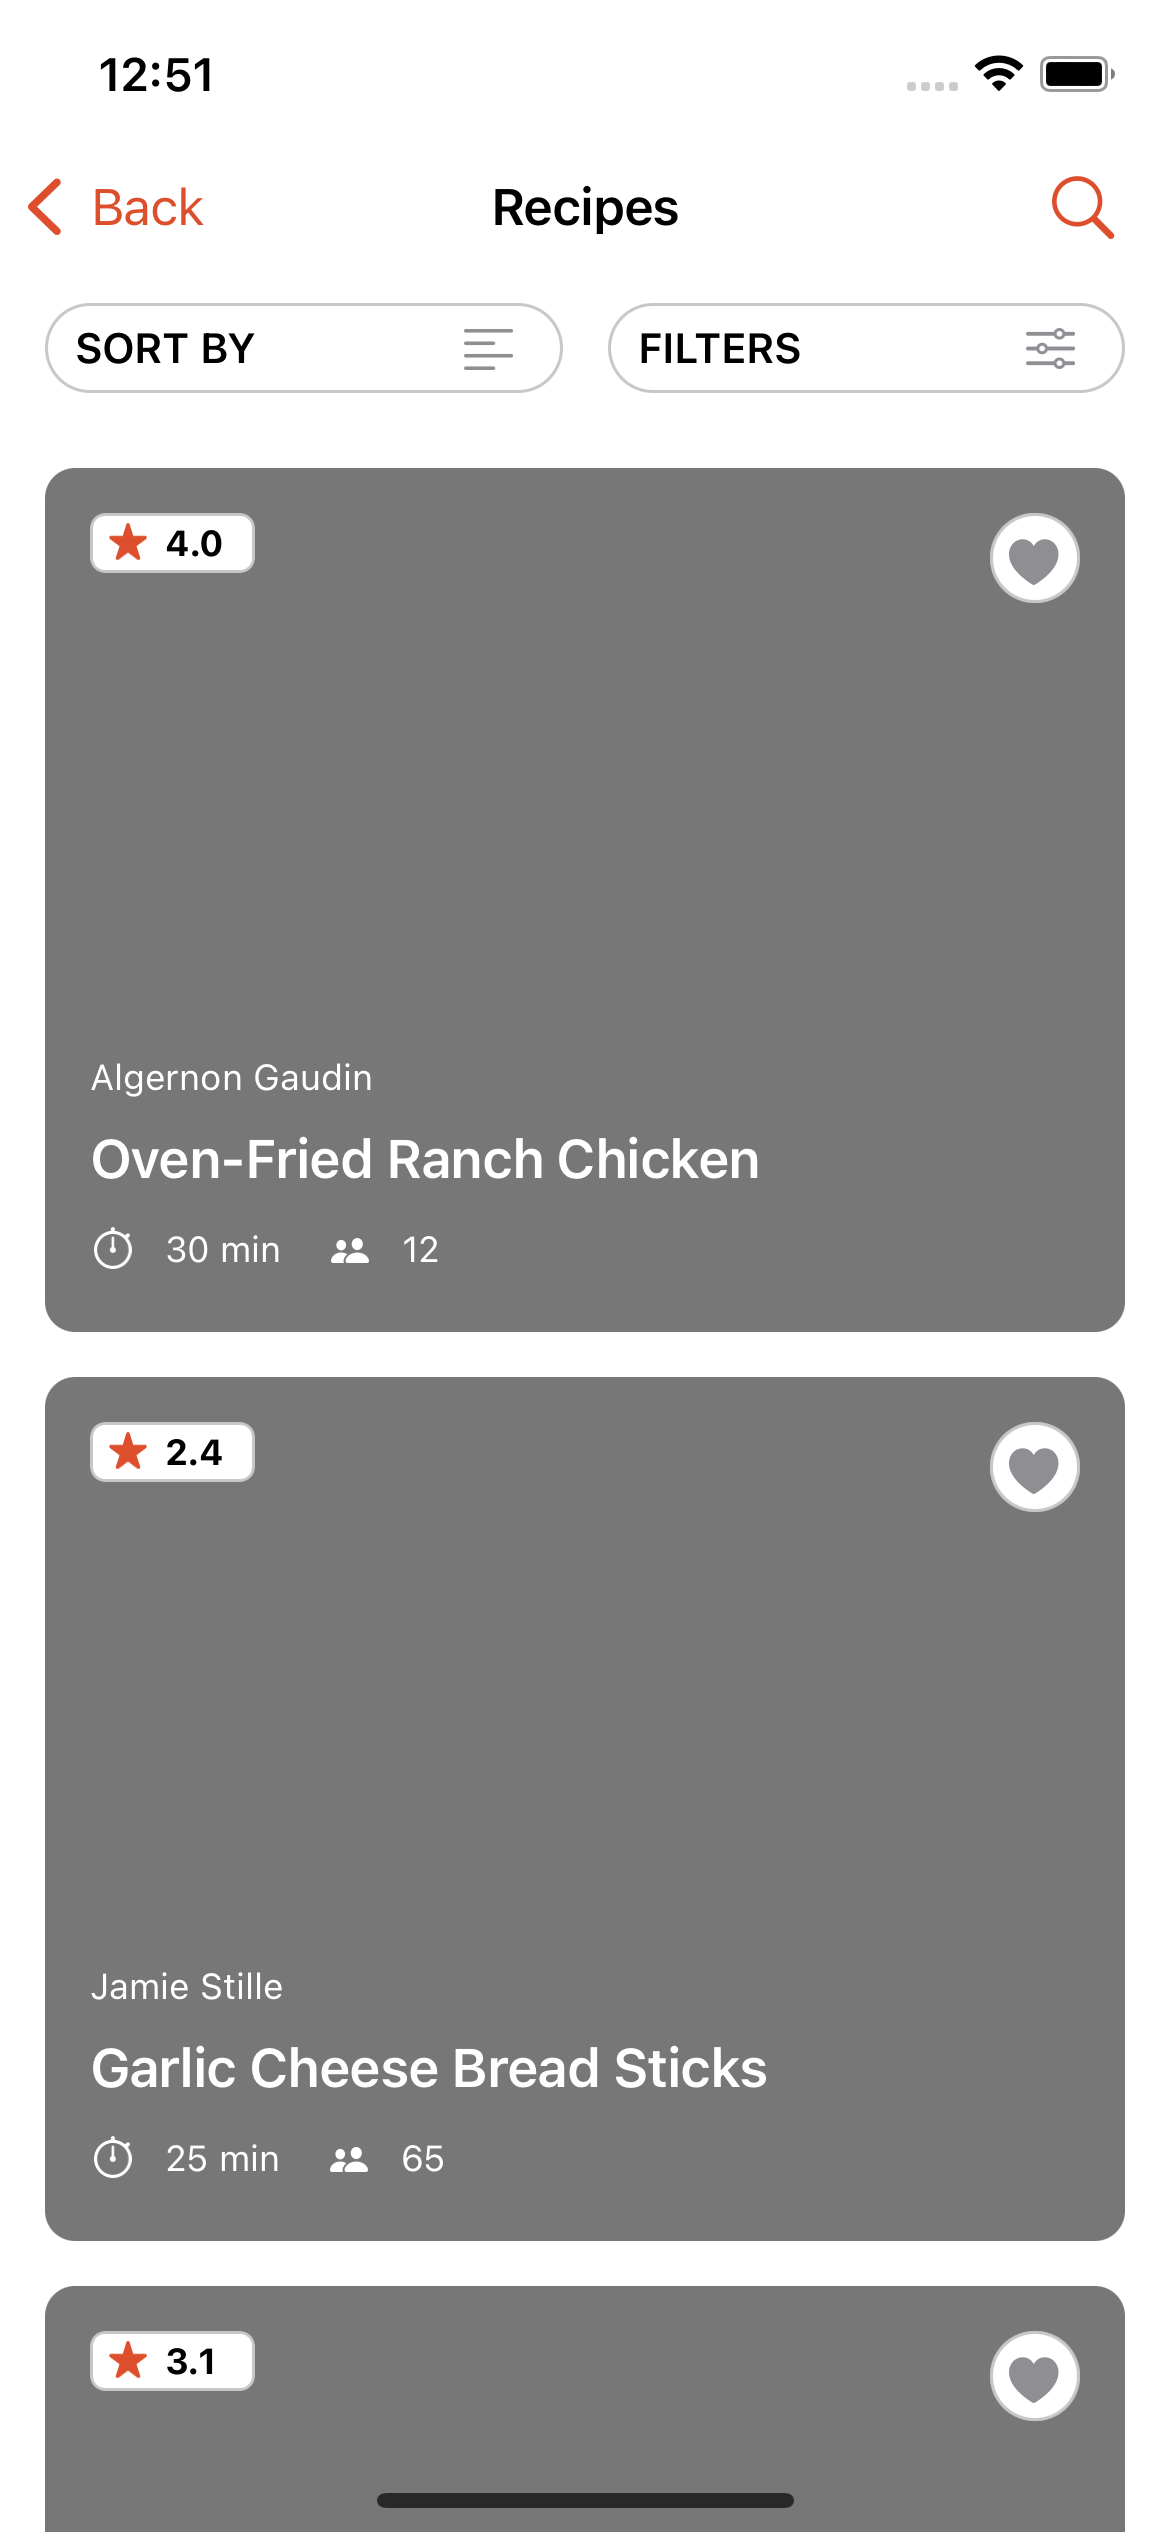 12:51
Back
Recipes
SORT BY
FILTERS
4.0
Algernon Gaudin
Oven-Fried Ranch Chicken
30 min 12
2.4
Jamie Stille
Garlic Cheese Bread Sticks
25 min 65
3.1